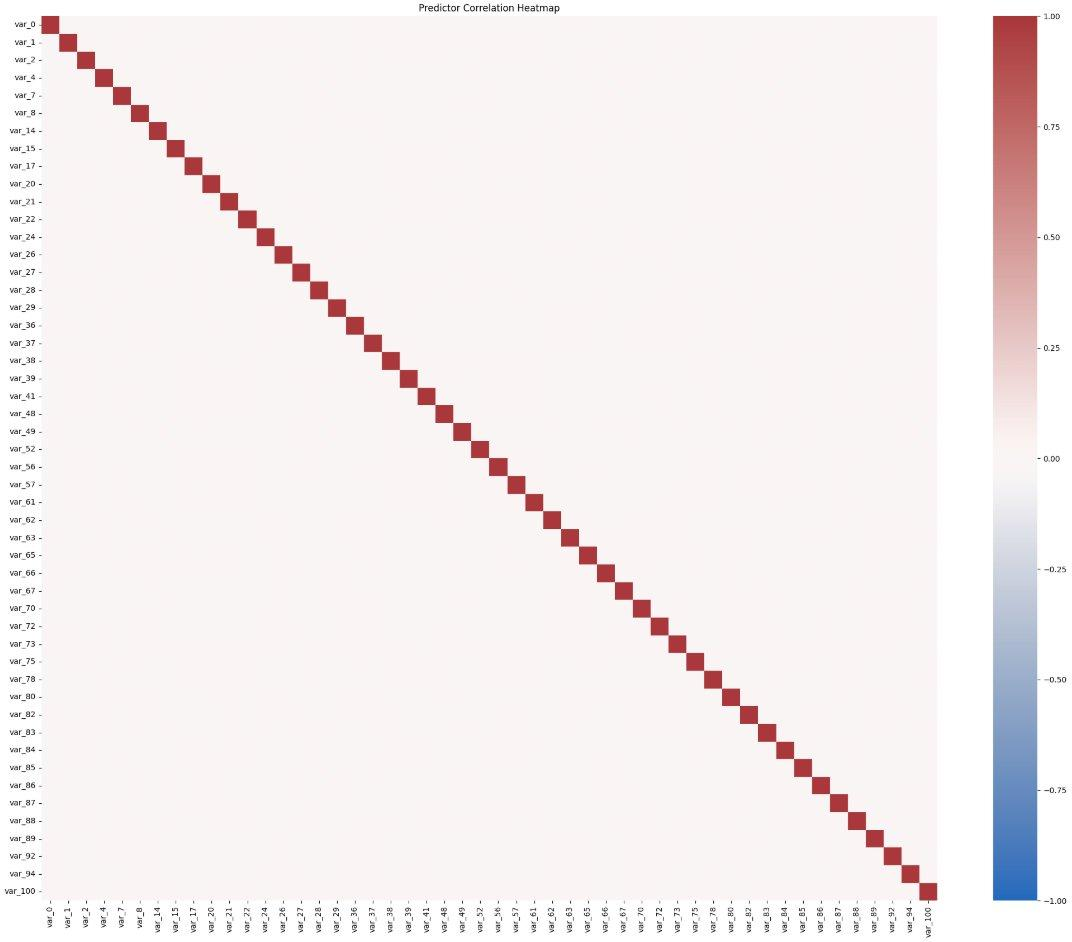 Predictor Correlation Heatmap
var_0
var_1
var_2
var_4
var_7
var_8
var_14
var_15
var_17
var_20
var_21
var_22
var_24
var_26
var_27
var_28
var_29
var_36
var_37
var_38
var_39
var_41
var_48
var_49
var_52
var_56
var_57
var_61
var_62
var_63
var_65
var_66
var_67
var_70
var_72
var_73
var_75
var_78
var_80
var_82
var_83
var_84
var_85
var_86
var_87
var_88
var_89
var_92
var_94
var_100
var_0
var_1
var_2
var_4
var_7
var_8
var_14
var_15
var_17
var_20
var_21
var_22
var_24
var_26
var_27
var_28
var_29
var_36
var_37
var_38
var_39
var_41
var_48
var_49
var_52
var_56
var_57
var_61
var_62
var_63
var_65
var_66
var_67
var_70
var_72
var_73
var_75
var_78
var_80
var_82
var_83
var_84
var_85
var_86
var_87
var_88
var_89
var_92
var_94
var_100
1.00
0.75
0.50
0.25
0.00
−0.25
−0.50
−0.75
−1.00